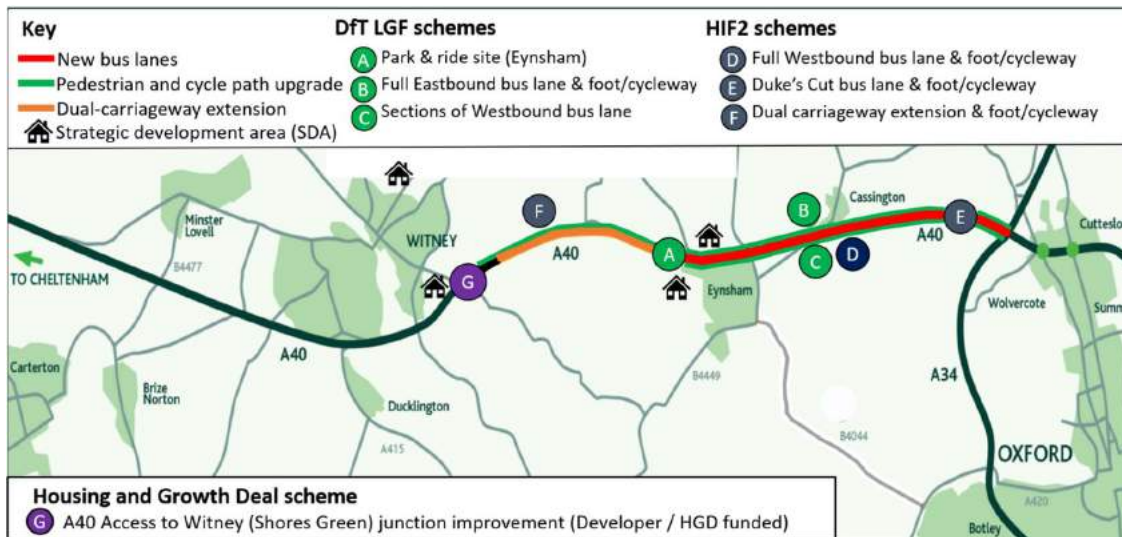 Key
New bus lanes
Pedestrian and cycle path upgrade
Dual-carriageway extension
Strategic development area (SDA)
DfT LGF schemes
A Park & ride site (Eynsham)
B Full Eastbound bus lane & foot/cycleway
C Sections of Westbound bus lane
HIF2 schemes
D Full Westbound bus lane & foot/cycleway
E Duke's Cut bus lane & foot/cycleway
F Dual carriageway extension & foot/cycleway
Minster
Lovell
B4477
TO CHELTENHAM
A40
Carterton
Brize
Norton
WITNEY
G
Ducklington
A415
F
A40
A
Eynsham
B4449
B
C
D
Cassington
A40
E
B4044
A34
Wolvercote
Cutteslo
Summ
OXFORD
A420
Botley
Housing and Growth Deal scheme
G A40 Access to Witney (Shores Green) junction improvement (Developer / HGD funded)